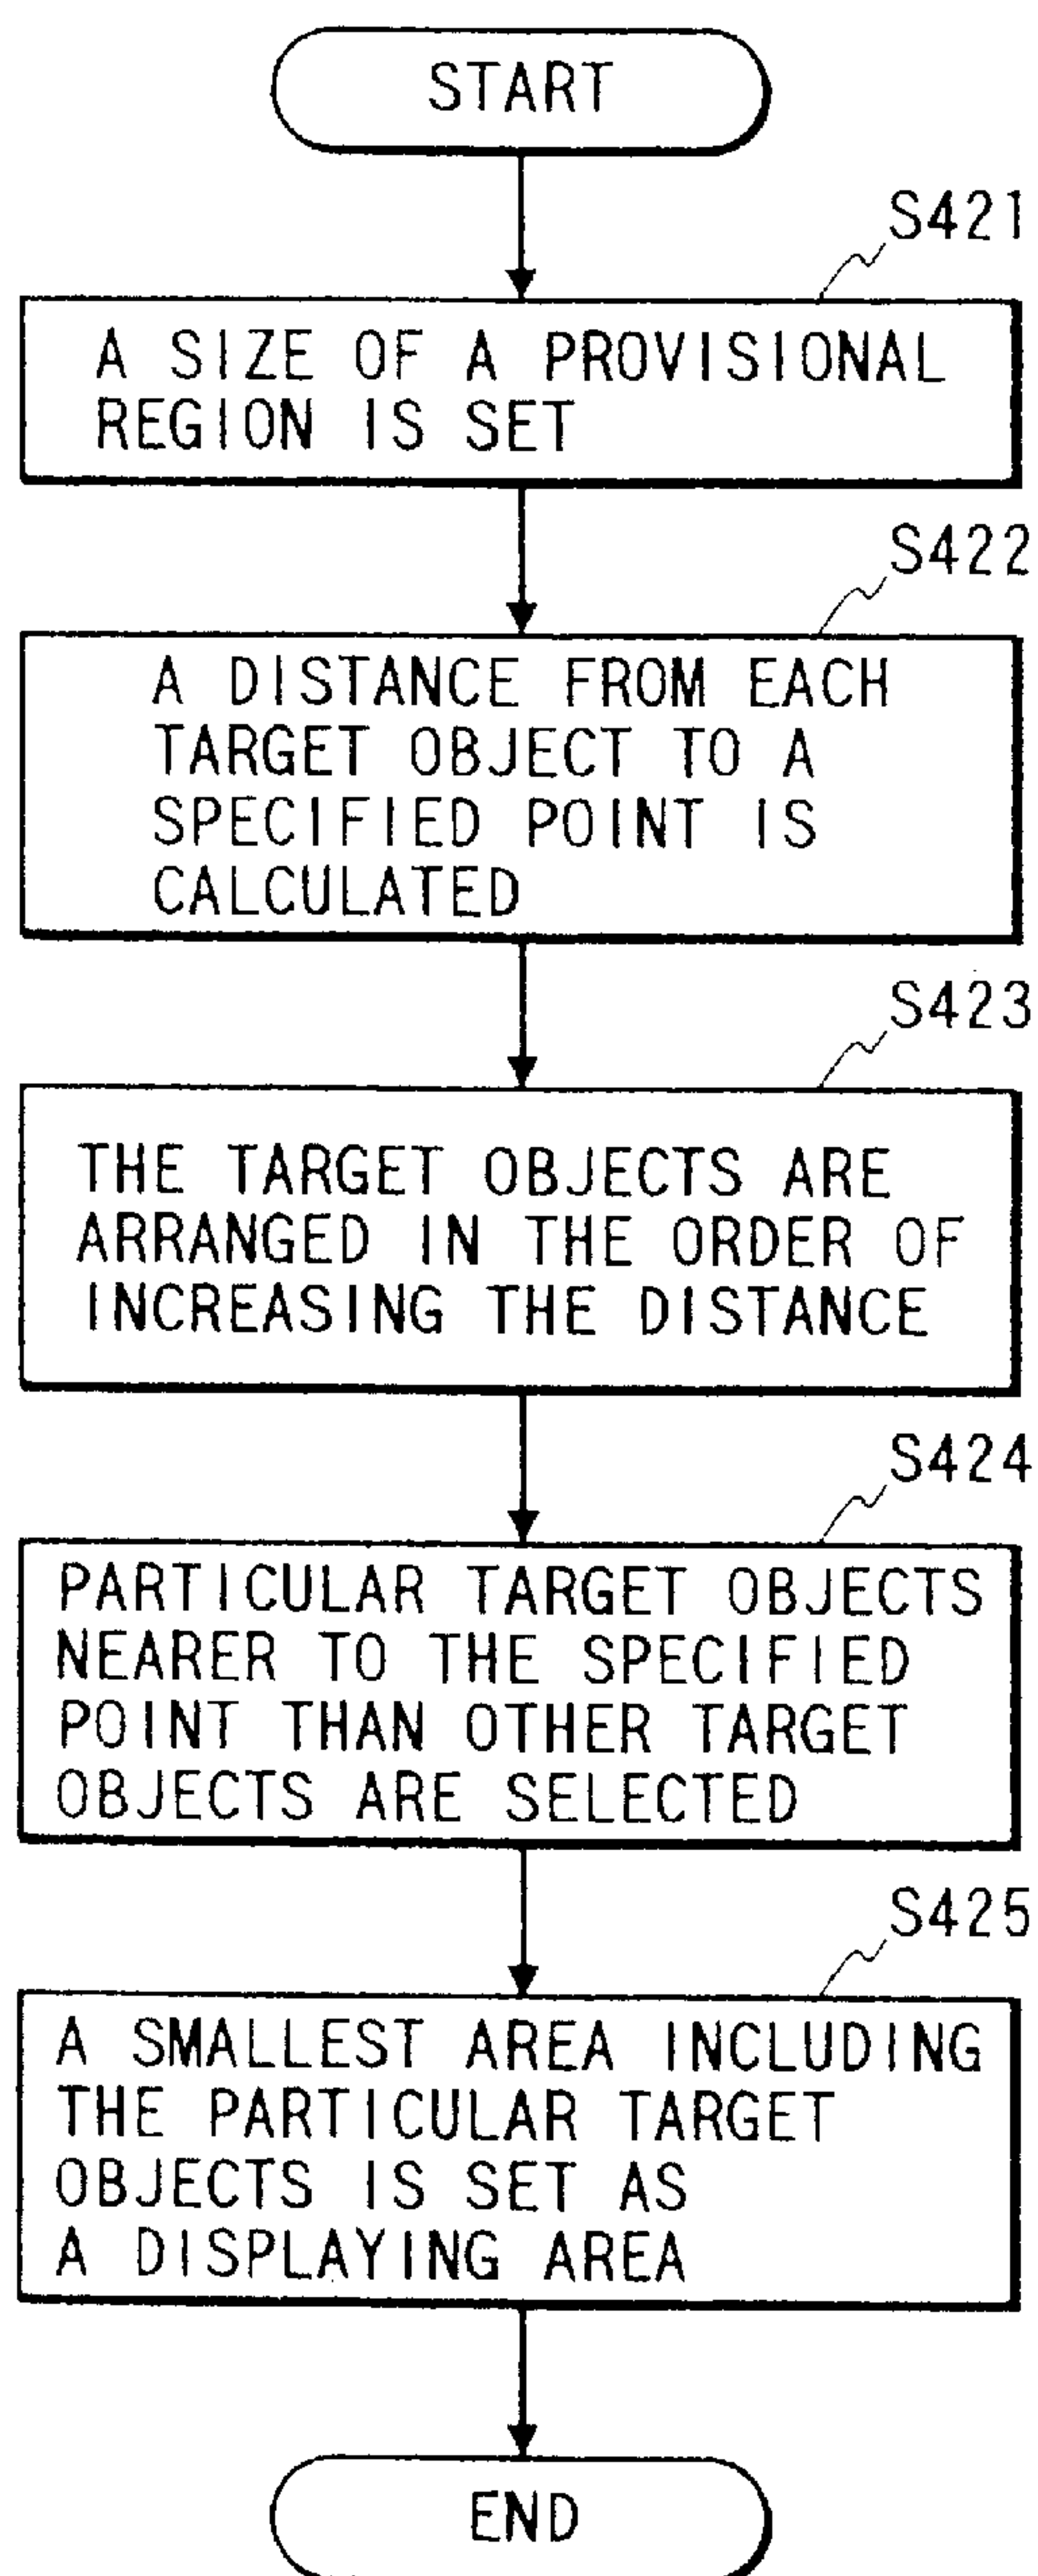 START
S421
A SIZE OF A PROVISIONAL
REGION IS SET
S422
A DISTANCE FROM EACH
TARGET OBJECT TO A
SPECIFIED POINT IS
CALCULATED
S423
THE TARGET OBJECTS ARE
ARRANGED IN THE ORDER OF
INCREASING THE DISTANCE
S424
PARTICULAR TARGET OBJECTS
NEARER TO THE SPECIFIED
POINT THAN OTHER TARGET
OBJECTS ARE SELECTED
S425
A SMALLEST AREA INCLUDING
THE PARTICULAR TARGET
OBJECTS IS SET AS
A DISPLAYING AREA
END